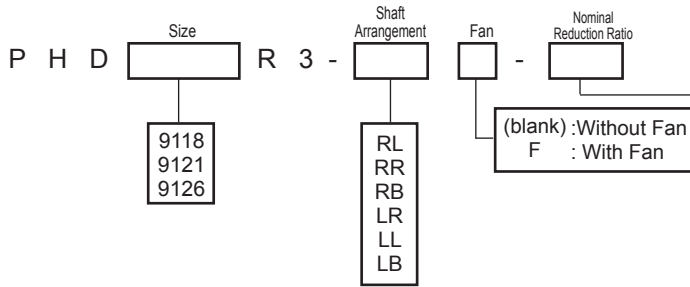 Size
Shaft
Arrangement
Fan
Nominal
Reduction Ratio
P H D R 3 - -
9118
9121
9126
RL
RR
RB
LR
LL
LB
(blank) :Without Fan
F : With Fan